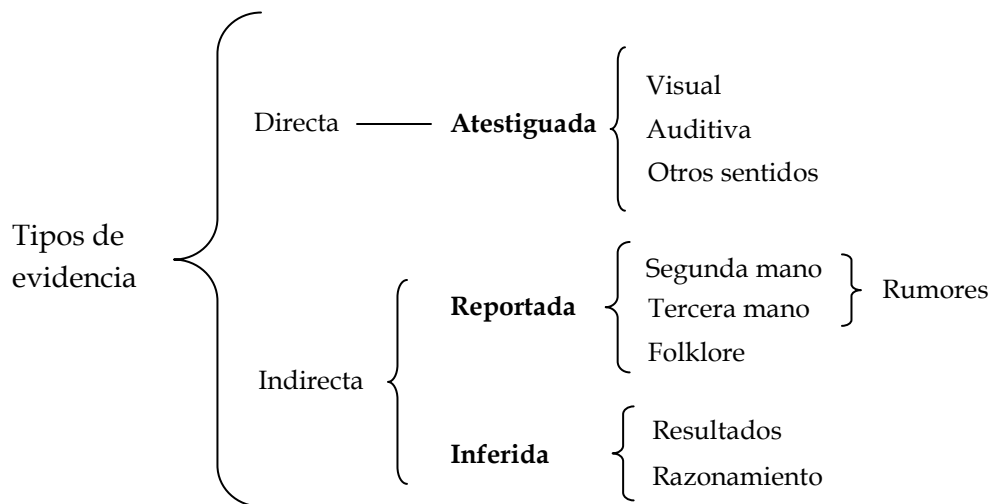 Tipos de
evidencia
Directa
Atestiguada
Visual
Auditiva
Otros sentidos
Indirecta
Reportada
Segunda mano
Tercera mano
Folklore
Rumores
Inferida
Resultados
Razonamiento